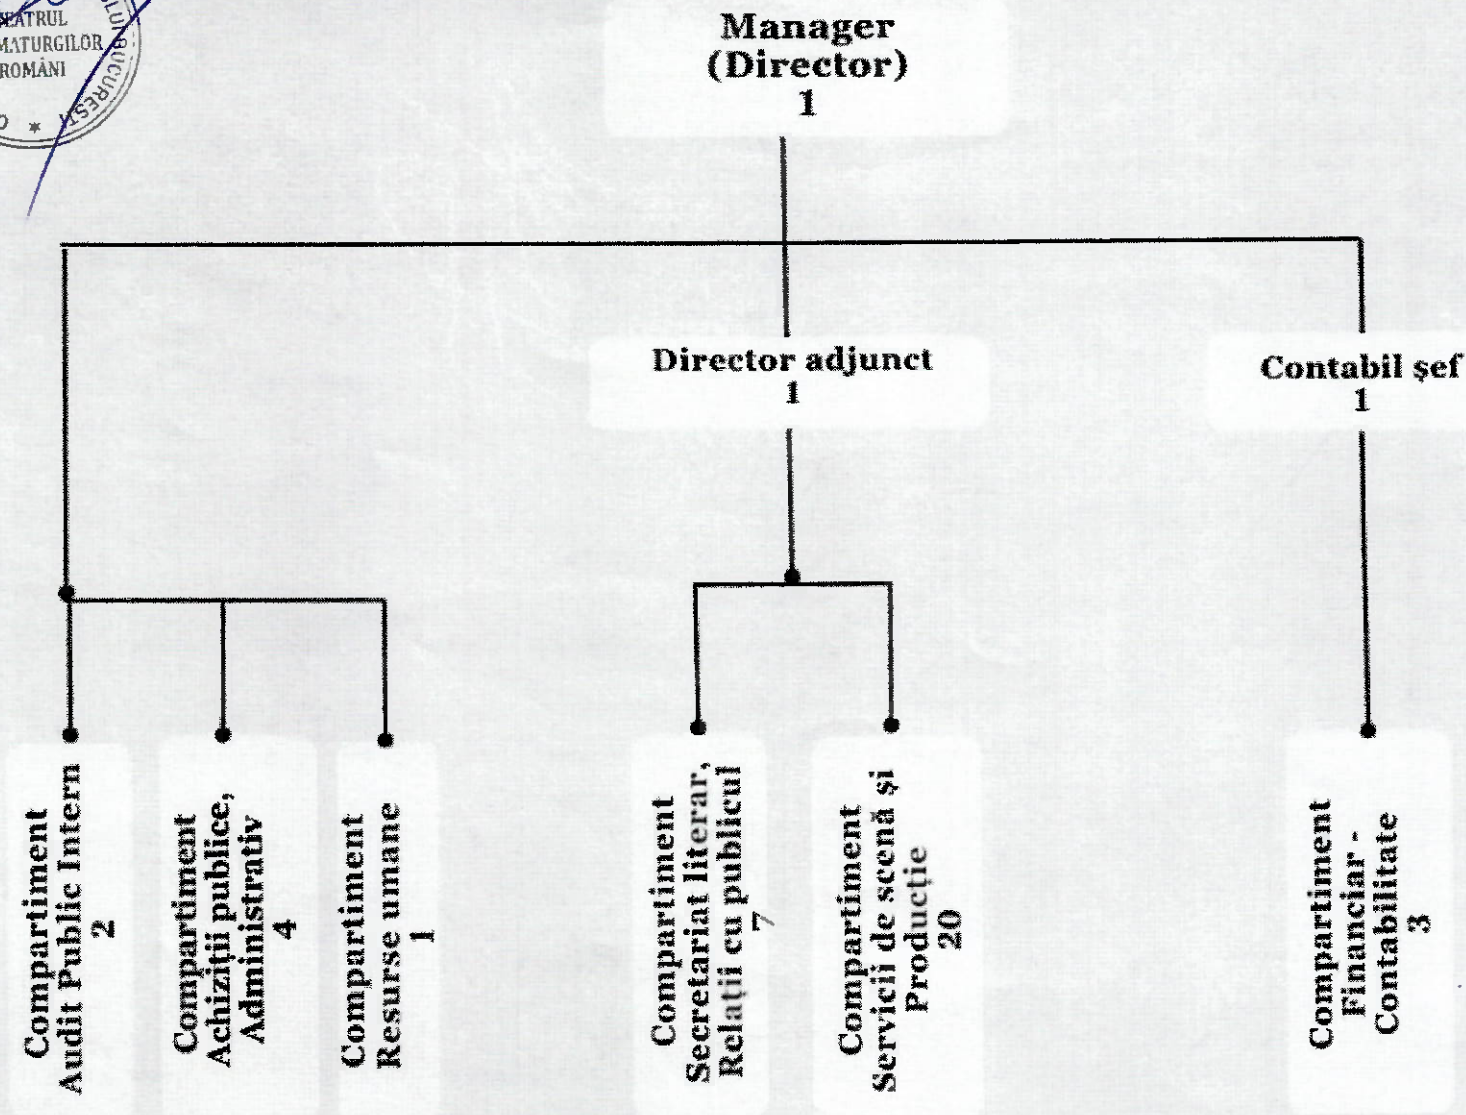 MATURGILOR
ROMÂNI
BUCUREȘTI
Manager
(Director)
1
Director adjunct
1
Contabil șef
1
Compartiment
Audit Public Intern
2
Compartiment
Achiziții publice,
Administrativ
4
Compartiment
Resurse umane
1
Compartiment
Secretariat literar,
Relații cu publicul
7
Compartiment
Servicii de scenă și
Producție
20
Compartiment
Financiar -
Contabilitate
3